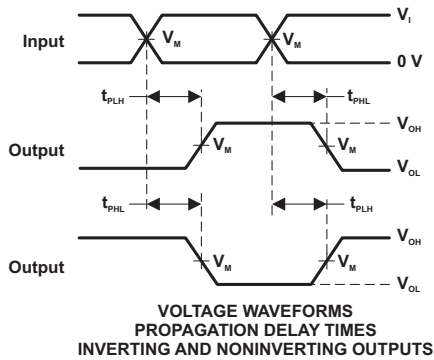 Input
V_M
V_M
V_I
0 V
t_PLH
t_PHL
Output
V_M
V_M
V_OH
V_OL
t_PHL
t_PLH
Output
V_M
V_M
V_OH
V_OL
VOLTAGE WAVEFORMS
PROPAGATION DELAY TIMES
INVERTING AND NONINVERTING OUTPUTS